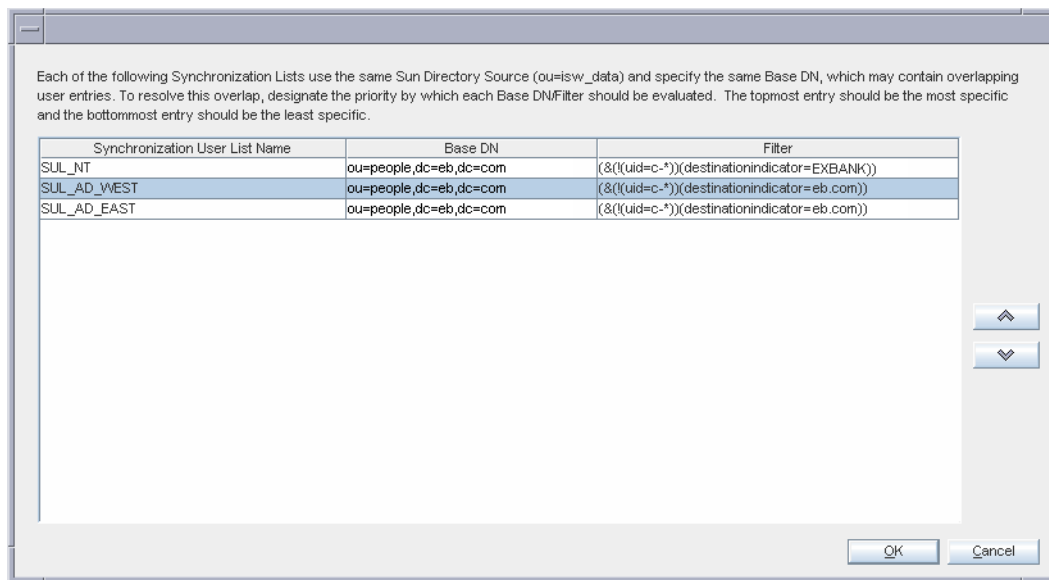 Each of the following Synchronization Lists use the same Sun Directory Source (ou=isw_data) and specify the same Base DN, which may contain overlapping
user entries. To resolve this overlap, designate the priority by which each Base DN/Filter should be evaluated. The topmost entry should be the most specific
and the bottommost entry should be the least specific.
Synchronization User List Name Base DN Filter
SUL_NT ou=people,dc=eb,dc=com (&(!(uid=c-*))(destinationindicator=EXBANK))
SUL_AD_WEST ou=people,dc=eb,dc=com (&(!(uid=c-*))(destinationindicator=eb.com))
SUL_AD_EAST ou=people,dc=eb,dc=com (&(!(uid=c-*))(destinationindicator=eb.com))
OK Cancel